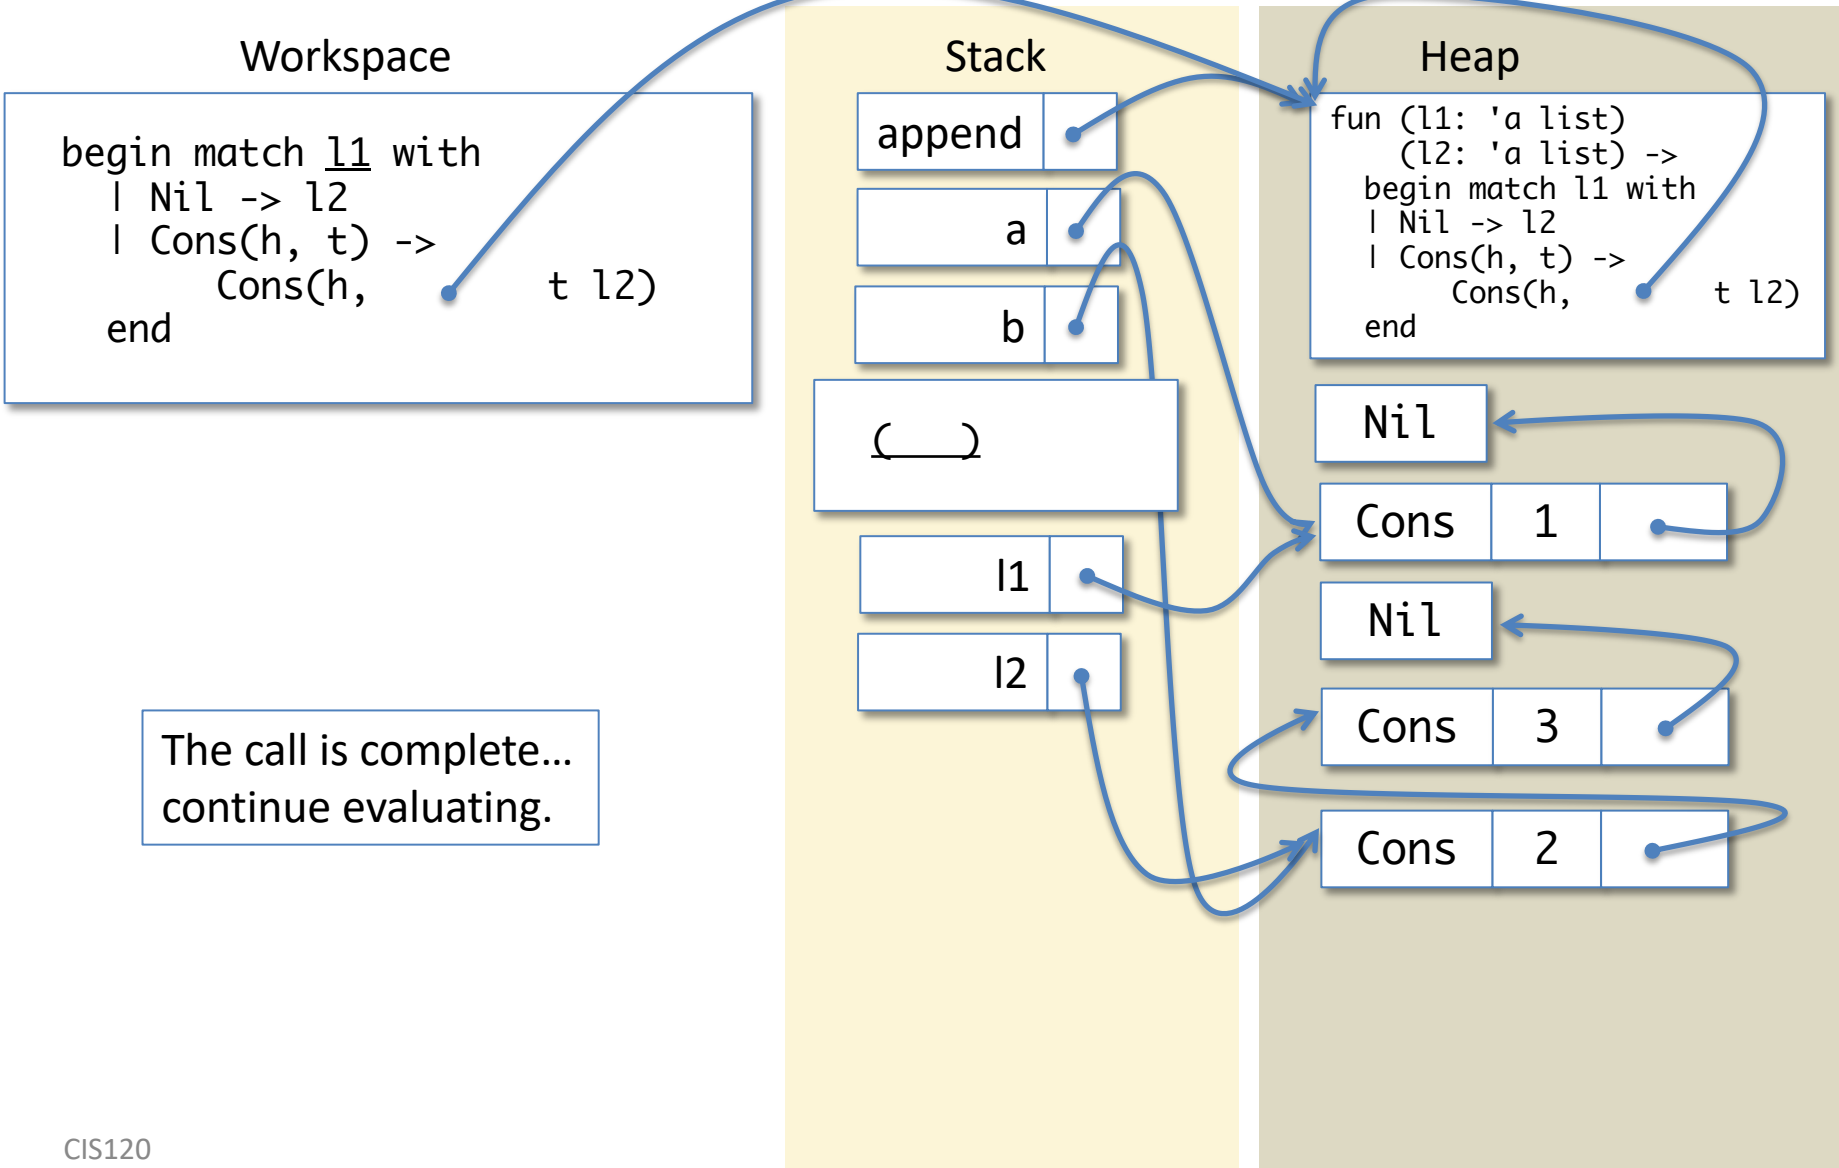 Workspace
begin match l1 with
| Nil -> l2
| Cons(h, t) ->
Cons(h, t l2)
end
The call is complete…
continue evaluating.
Stack
append
a
b
( )
l1
l2
Heap
fun (l1: 'a list)
(l2: 'a list) ->
begin match l1 with
| Nil -> l2
| Cons(h, t) ->
Cons(h, t l2)
end
Nil
Cons 1
Nil
Cons 3
Cons 2
CIS120